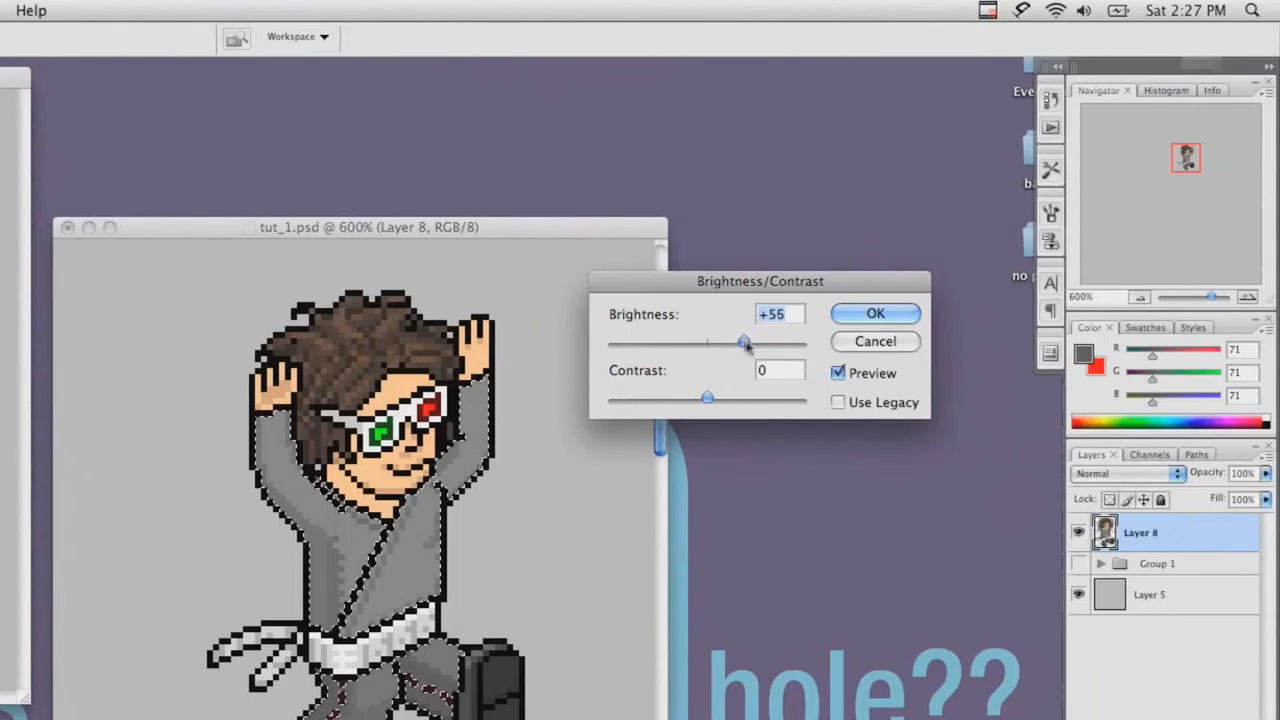 Help
Sat 2:27 PM
Workspace
Eve
Navigator Histogram Info
ba
tut_1.psd @ 600% (Layer 8, RGB/8)
no p
Brightness/Contrast
Brightness: +55 OK
Cancel
Contrast: 0 Preview
Use Legacy
600%
Color Swatches Styles
R 71
G 71
B 71
Layers Channels Paths
Normal Opacity: 100%
Lock: Fill: 100%
Layer 8
Group 1
Layer 5
hole??